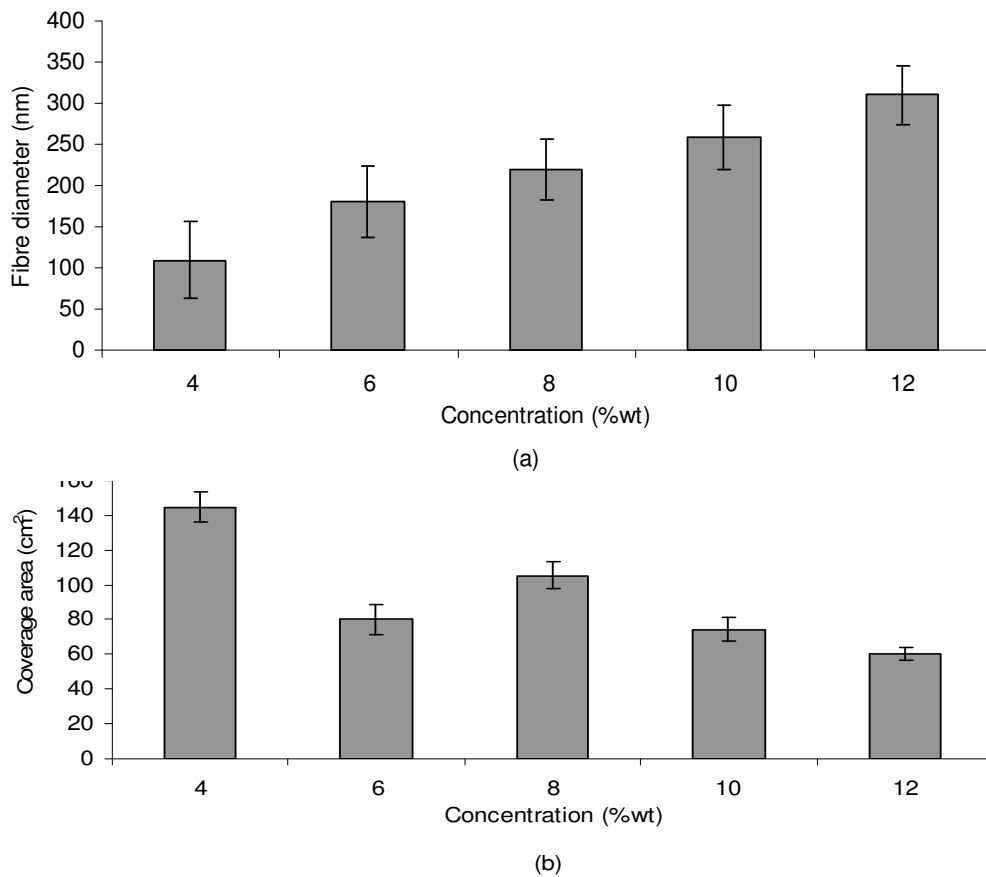 400
350
300
250
200
150
100
50
0
Fibre diameter (nm)
4 6 8 10 12
Concentration (%wt)
(a)
160
140
120
100
80
60
40
20
0
Coverage area (cm²)
4 6 8 10 12
Concentration (%wt)
(b)